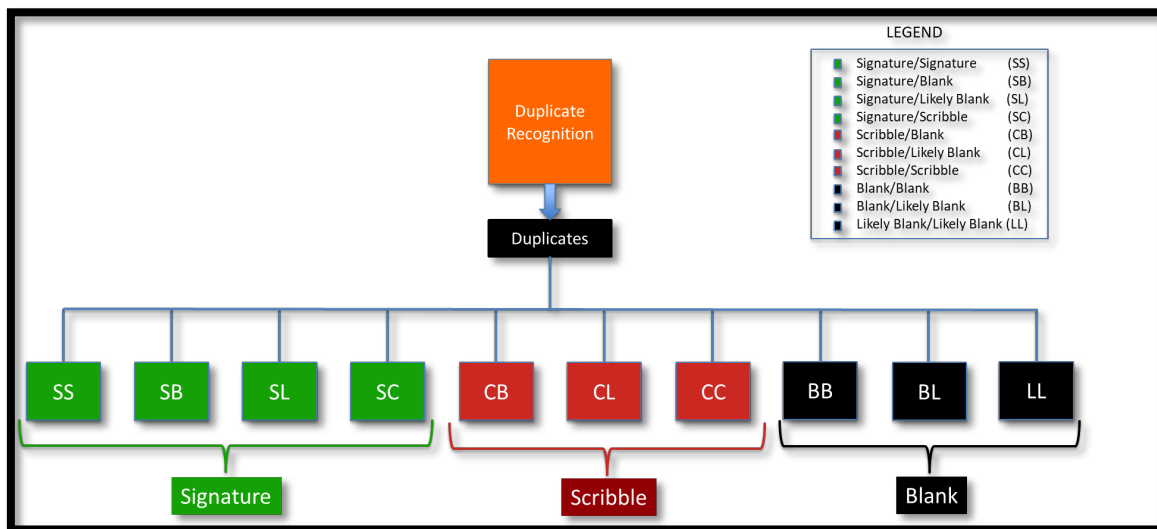 LEGEND
Signature/Signature (SS)
Signature/Blank (SB)
Signature/Likely Blank (SL)
Signature/Scribble (SC)
Scribble/Blank (CB)
Scribble/Likely Blank (CL)
Scribble/Scribble (CC)
Blank/Blank (BB)
Blank/Likely Blank (BL)
Likely Blank/Likely Blank (LL)
Duplicate
Recognition
Duplicates
SS SB SL SC CB CL CC BB BL LL
Signature Scribble Blank